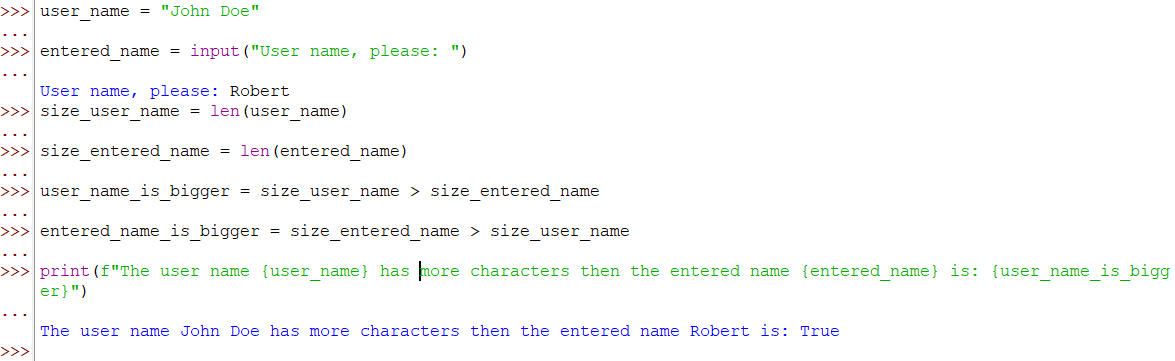 >>> user_name = "John Doe"
...
>>> entered_name = input("User name, please: ")
...
User name, please: Robert
>>> size_user_name = len(user_name)
...
>>> size_entered_name = len(entered_name)
...
>>> user_name_is_bigger = size_user_name > size_entered_name
...
>>> entered_name_is_bigger = size_entered_name > size_user_name
...
>>> print(f"The user name {user_name} has more characters then the entered name {entered_name} is: {user_name_is_bigg
er}")
...
The user name John Doe has more characters then the entered name Robert is: True
>>>